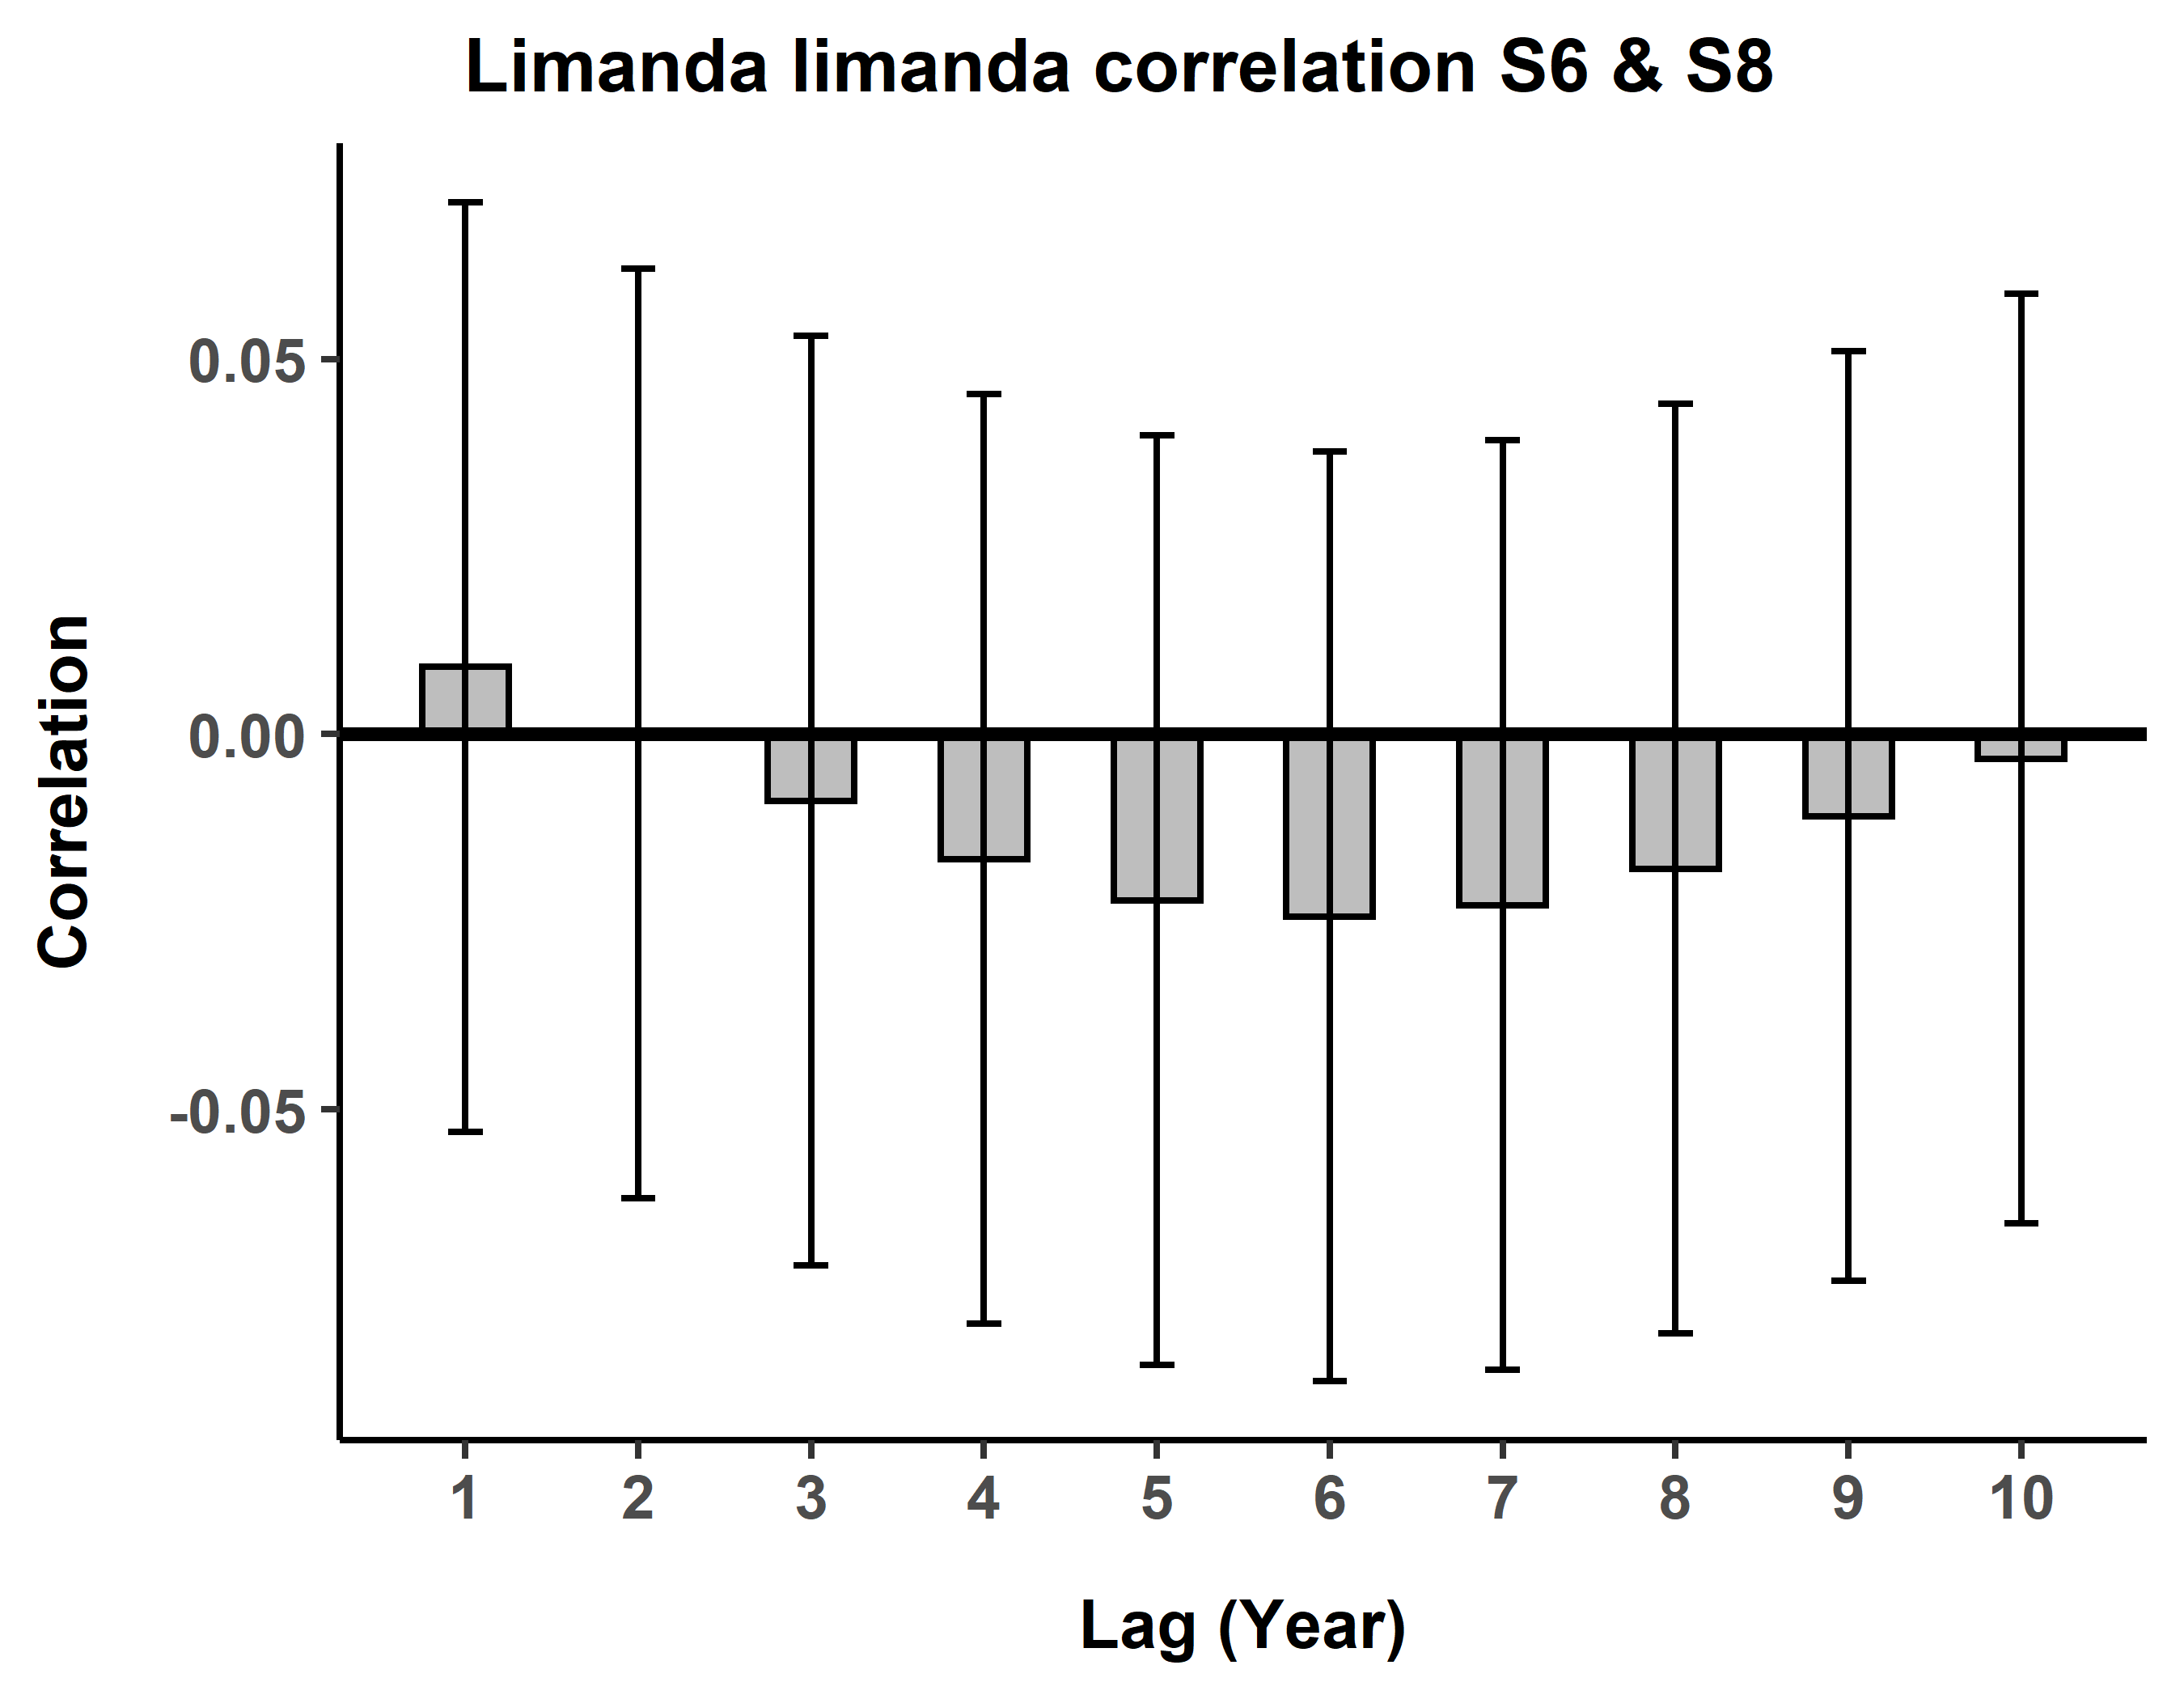 Limanda limanda correlation S6 & S8
Correlation
0.05
0.00
-0.05
1 2 3 4 5 6 7 8 9 10
Lag (Year)